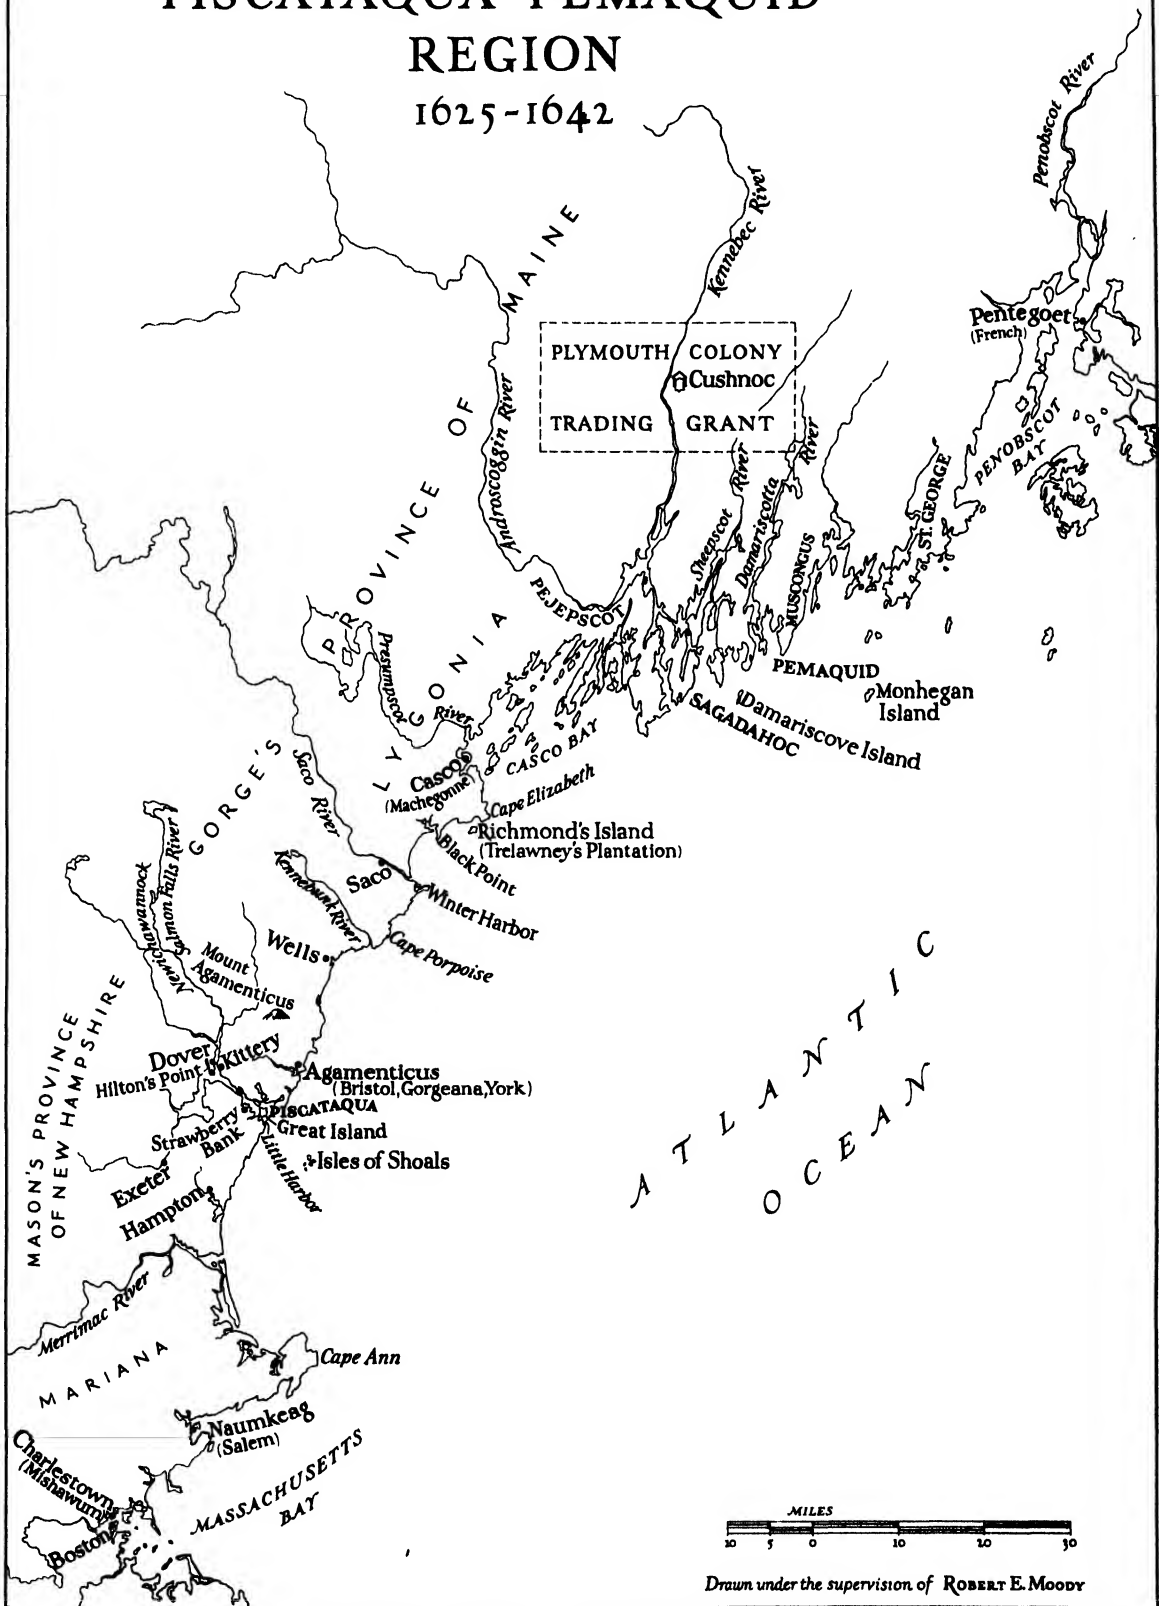 PISCATAQUA-PEMAQUID
REGION
1625-1642
Penobscot River
Kennebec River
PROVINCE OF MAINE
Pentegoet
(French)
PLYMOUTH COLONY
Cushnoc
TRADING GRANT
Androscoggin River
PENOBSCOT
BAY
River
Sheepscot
River
Damariscotta
ST. GEORGE
MUSCONGUS
PEJEPSCOT
PEMAQUID
Monhegan
Island
Damariscove Island
SAGADAHOC
Presumpscot
River
LYGONIA
CASCO BAY
Casco
(Machegonne)
Cape Elizabeth
Richmond's Island
(Trelawney's Plantation)
Black Point
GORGE'S
Saco River
Saco
Winter Harbor
Kennebunk River
Cape Porpoise
Wells
Newichawannock
Salmon Falls River
Mount
Agamenticus
MASON'S PROVINCE
OF NEW HAMPSHIRE
Dover
Kittery
Hilton's Point
Agamenticus
(Bristol, Gorgeana, York)
PISCATAQUA
Strawberry
Bank
Great Island
Little Harbor
Isles of Shoals
Exeter
Hampton
ATLANTIC
OCEAN
Merrimac River
MARIANA
Cape Ann
Naumkeag
(Salem)
Charlestown
(Mishawum)
Boston
MASSACHUSETTS
BAY
MILES
10 5 0 10 20 30
Drawn under the supervision of ROBERT E. MOODY